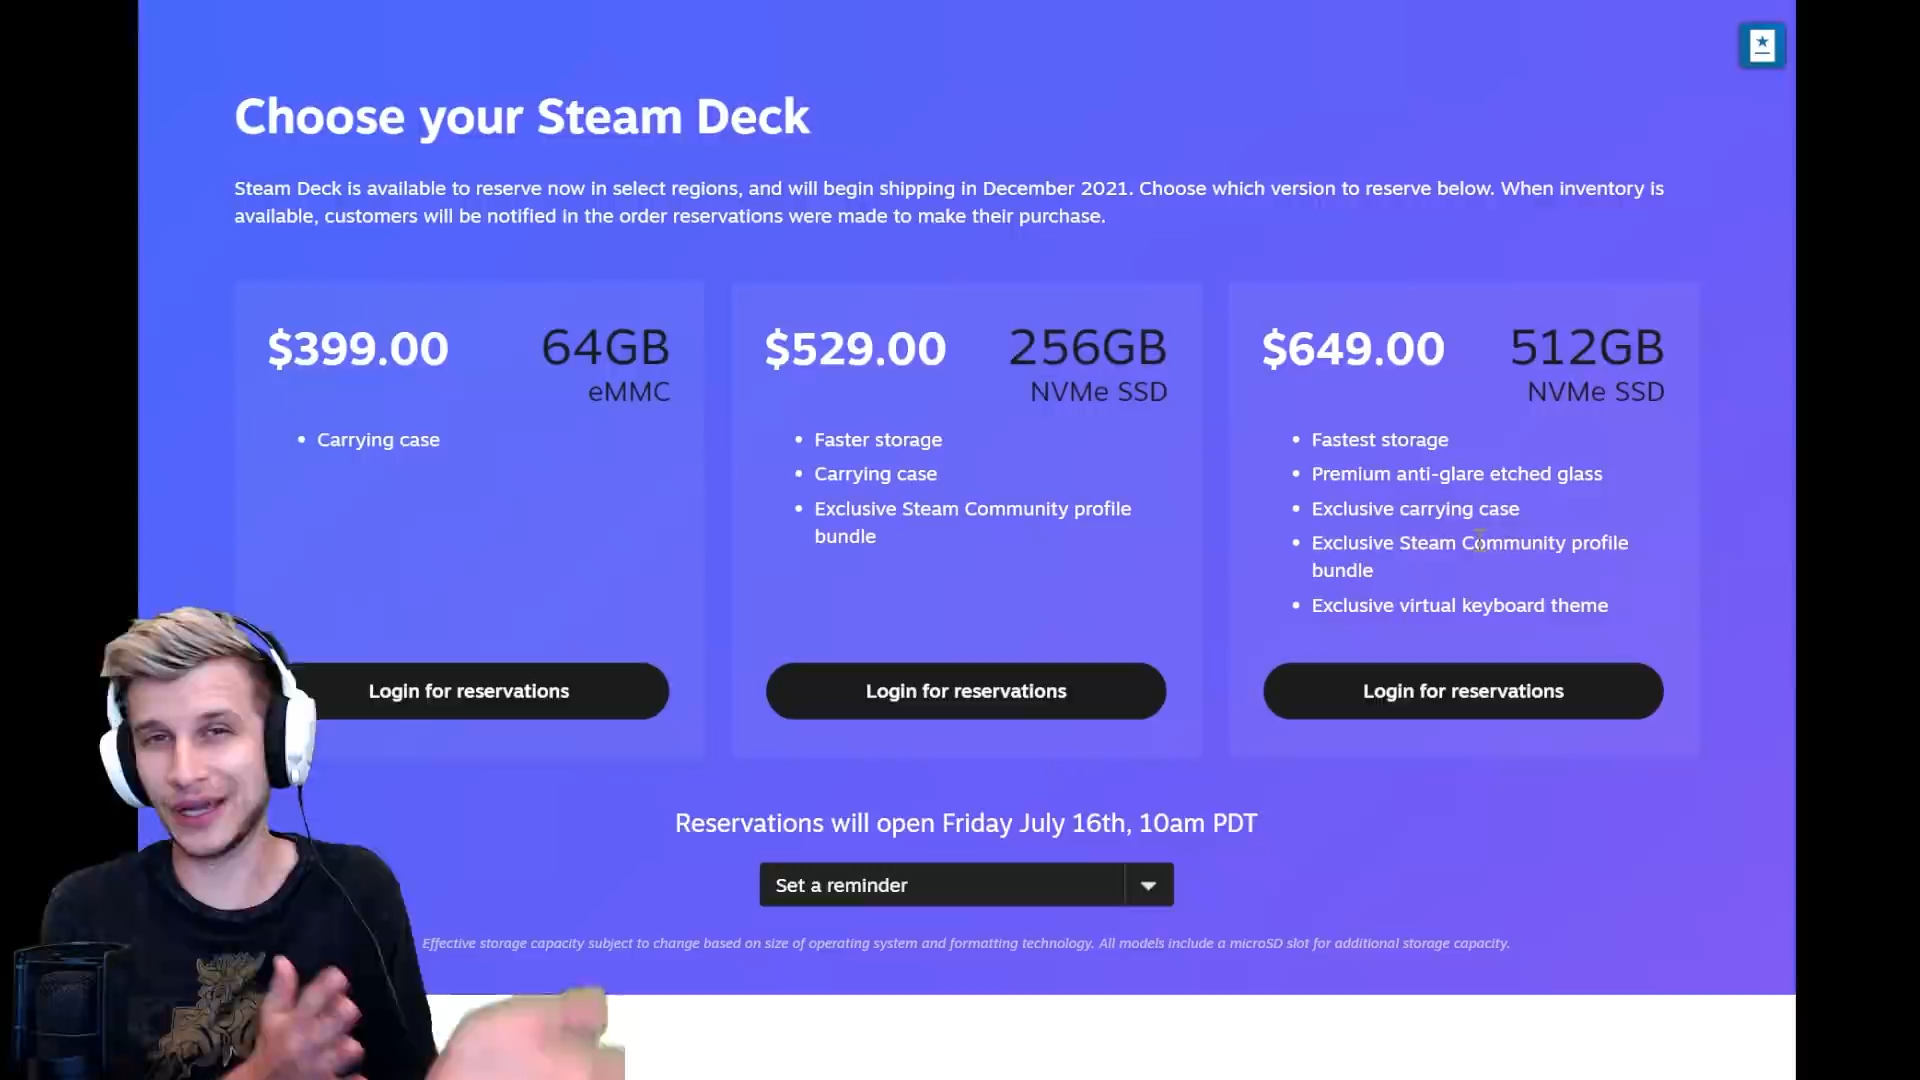 Choose your Steam Deck
Steam Deck is available to reserve now in select regions, and will begin shipping in December 2021. Choose which version to reserve below. When inventory is
available, customers will be notified in the order reservations were made to make their purchase.
$399.00
64GB
eMMC
• Carrying case
Login for reservations
$529.00
256GB
NVMe SSD
• Faster storage
• Carrying case
• Exclusive Steam Community profile
bundle
Login for reservations
$649.00
512GB
NVMe SSD
• Fastest storage
• Premium anti-glare etched glass
• Exclusive carrying case
• Exclusive Steam Community profile
bundle
• Exclusive virtual keyboard theme
Login for reservations
Reservations will open Friday July 16th, 10am PDT
Set a reminder
Effective storage capacity subject to change based on size of operating system and formatting technology. All models include a microSD slot for additional storage capacity.